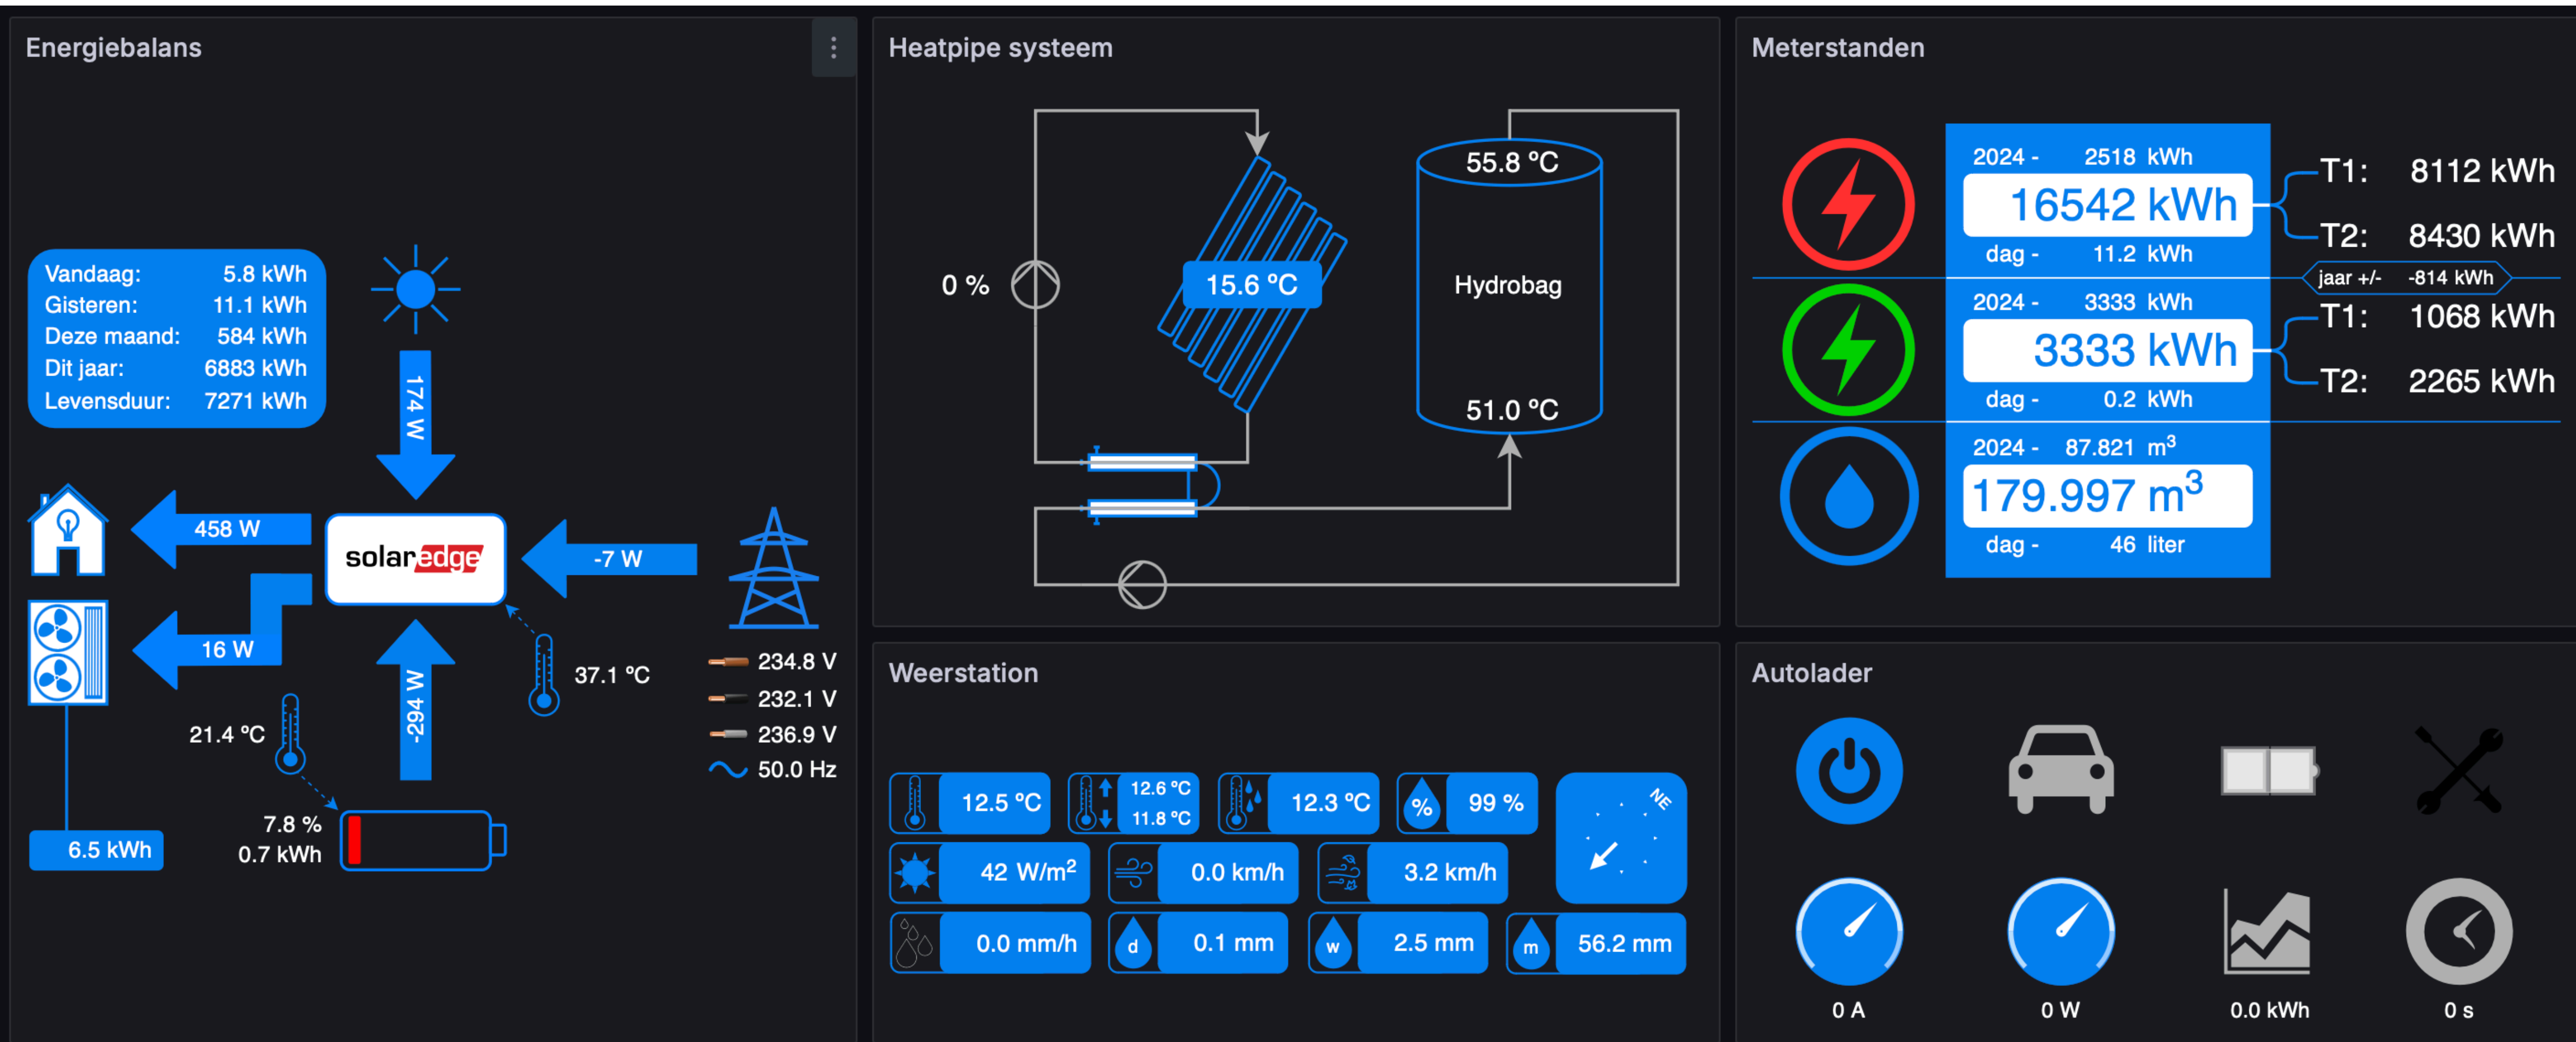 Energiebalans
Vandaag: 5.8 kWh
Gisteren: 11.1 kWh
Deze maand: 584 kWh
Dit jaar: 6883 kWh
Levensduur: 7271 kWh
174 W
458 W
solaredge
-7 W
16 W
-294 W
37.1 °C
21.4 °C
234.8 V
232.1 V
236.9 V
50.0 Hz
7.8 %
0.7 kWh
6.5 kWh
Heatpipe systeem
55.8 °C
0 %
15.6 °C
Hydrobag
51.0 °C
Meterstanden
2024 - 2518 kWh
16542 kWh
dag - 11.2 kWh
T1: 8112 kWh
T2: 8430 kWh
jaar +/- -814 kWh
2024 - 3333 kWh
3333 kWh
dag - 0.2 kWh
T1: 1068 kWh
T2: 2265 kWh
2024 - 87.821 m³
179.997 m³
dag - 46 liter
Weerstation
12.5 °C
12.6 °C
11.8 °C
12.3 °C
% 99 %
NE
42 W/m²
0.0 km/h
3.2 km/h
0.0 mm/h
d 0.1 mm
w 2.5 mm
m 56.2 mm
Autolader
0 A
0 W
0.0 kWh
0 s